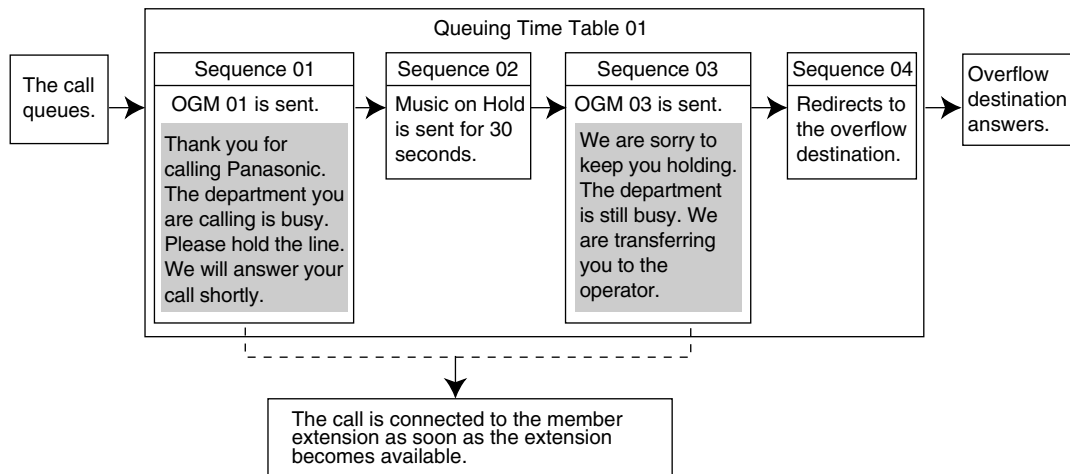 Queuing Time Table 01
The call
queues.
Sequence 01
OGM 01 is sent.
Thank you for
calling Panasonic.
The department you
are calling is busy.
Please hold the line.
We will answer your
call shortly.
Sequence 02
Music on Hold
is sent for 30
seconds.
Sequence 03
OGM 03 is sent.
We are sorry to
keep you holding.
The department
is still busy. We
are transferring
you to the
operator.
Sequence 04
Redirects to
the overflow
destination.
Overflow
destination
answers.
The call is connected to the member
extension as soon as the extension
becomes available.